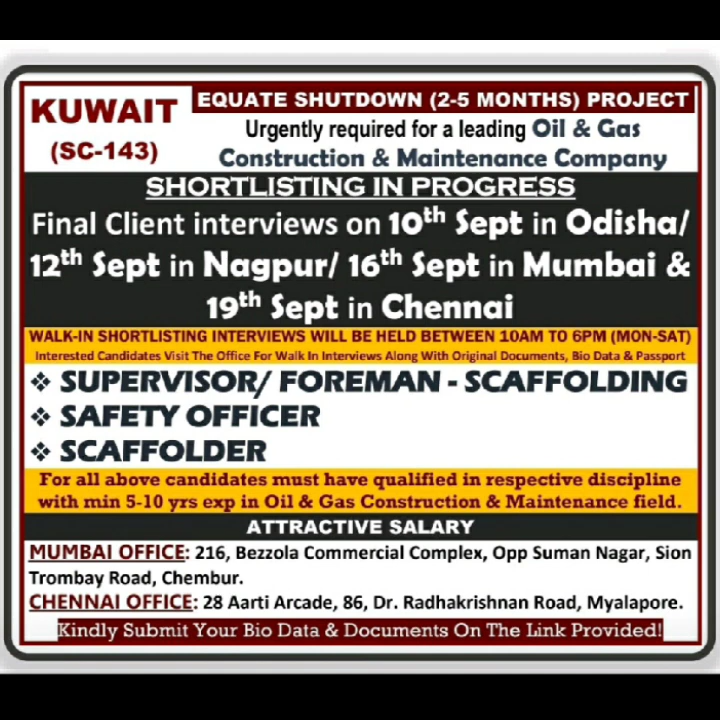 KUWAIT
(SC-143)
EQUATE SHUTDOWN (2-5 MONTHS) PROJECT
Urgently required for a leading Oil & Gas
Construction & Maintenance Company
SHORTLISTING IN PROGRESS
Final Client interviews on 10th Sept in Odisha/
12th Sept in Nagpur/ 16th Sept in Mumbai &
19th Sept in Chennai
WALK-IN SHORTLISTING INTERVIEWS WILL BE HELD BETWEEN 10AM TO 6PM (MON-SAT)
Interested Candidates Visit The Office For Walk In Interviews Along With Original Documents, Bio Data & Passport
❖ SUPERVISOR/ FOREMAN - SCAFFOLDING
❖ SAFETY OFFICER
❖ SCAFFOLDER
For all above candidates must have qualified in respective discipline
with min 5-10 yrs exp in Oil & Gas Construction & Maintenance field.
ATTRACTIVE SALARY
MUMBAI OFFICE: 216, Bezzola Commercial Complex, Opp Suman Nagar, Sion
Trombay Road, Chembur.
CHENNAI OFFICE: 28 Aarti Arcade, 86, Dr. Radhakrishnan Road, Myalapore.
Kindly Submit Your Bio Data & Documents On The Link Provided!